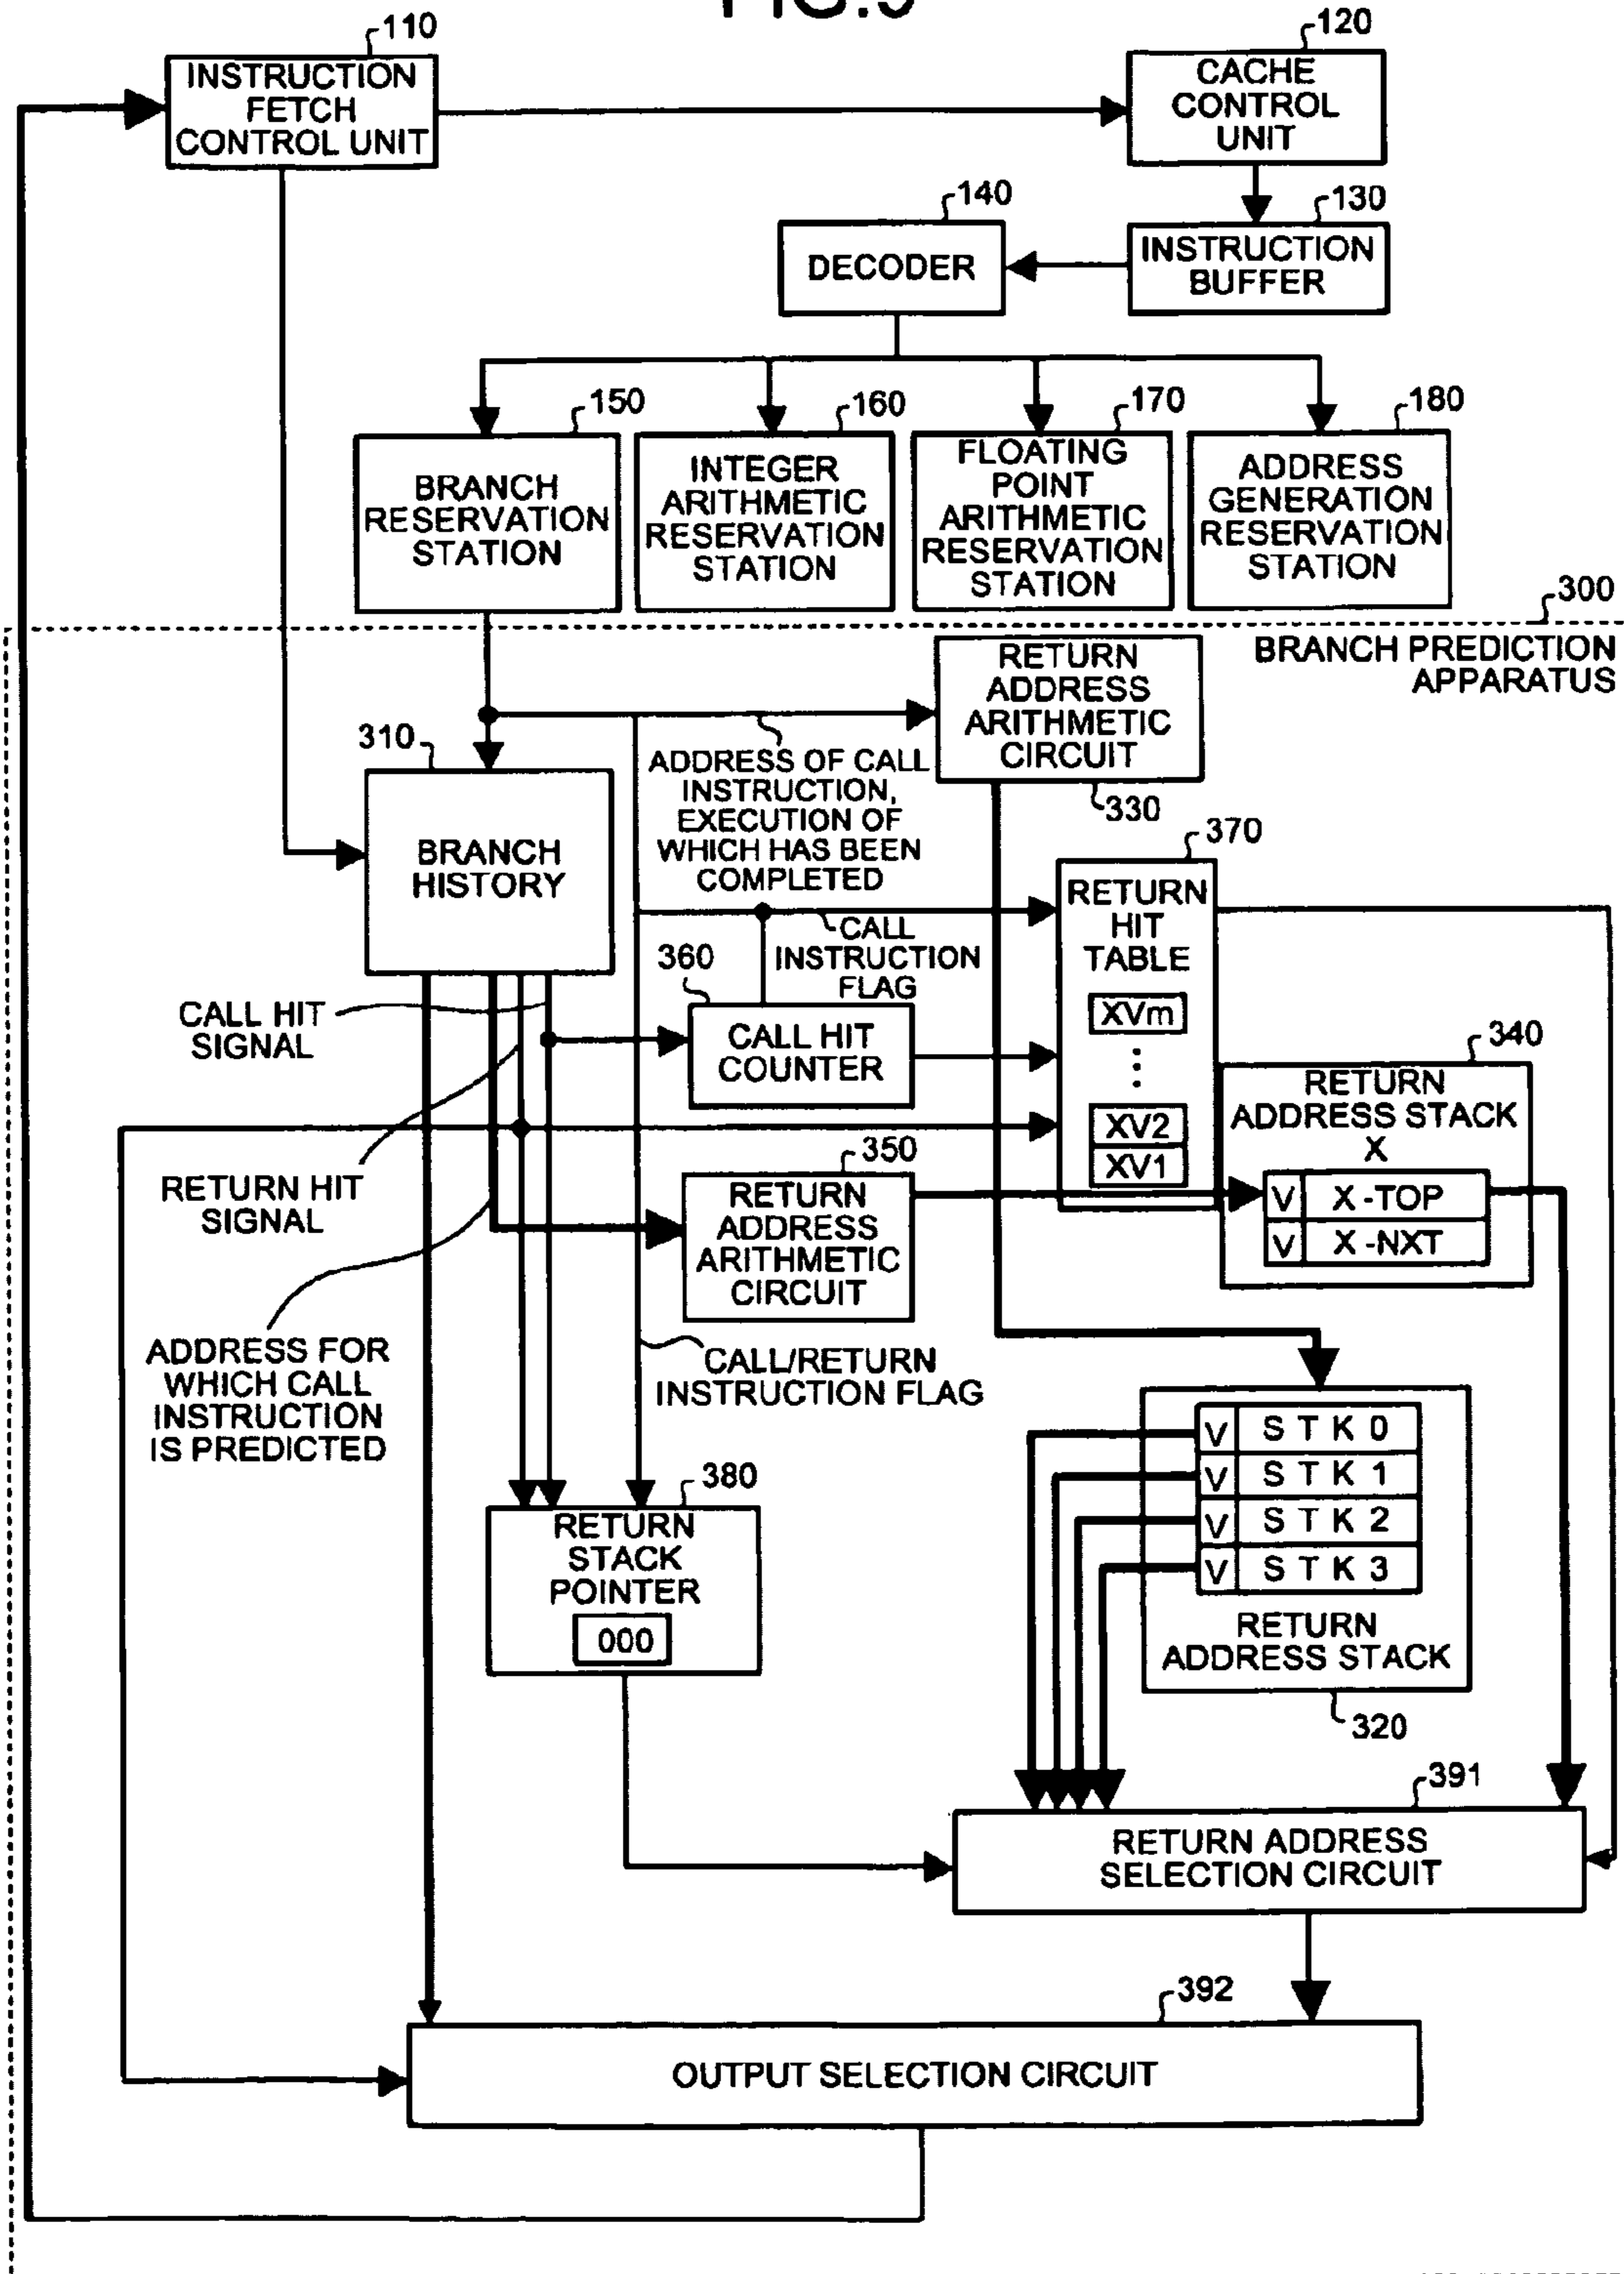 FIG.5
110
INSTRUCTION
FETCH
CONTROL UNIT
120
CACHE
CONTROL
UNIT
130
INSTRUCTION
BUFFER
140
DECODER
150
BRANCH
RESERVATION
STATION
160
INTEGER
ARITHMETIC
RESERVATION
STATION
170
FLOATING
POINT
ARITHMETIC
RESERVATION
STATION
180
ADDRESS
GENERATION
RESERVATION
STATION
300
BRANCH PREDICTION
APPARATUS
RETURN
ADDRESS
ARITHMETIC
CIRCUIT
330
310
BRANCH
HISTORY
ADDRESS OF CALL
INSTRUCTION,
EXECUTION OF
WHICH HAS BEEN
COMPLETED
370
RETURN
HIT
TABLE
XVm
⋮
XV2
XV1
CALL
INSTRUCTION
FLAG
360
CALL HIT
COUNTER
CALL HIT
SIGNAL
340
RETURN
ADDRESS STACK
X
V X-TOP
V X-NXT
RETURN HIT
SIGNAL
350
RETURN
ADDRESS
ARITHMETIC
CIRCUIT
ADDRESS FOR
WHICH CALL
INSTRUCTION
IS PREDICTED
CALL/RETURN
INSTRUCTION FLAG
V STK0
V STK1
V STK2
V STK3
RETURN
ADDRESS STACK
320
380
RETURN
STACK
POINTER
000
391
RETURN ADDRESS
SELECTION CIRCUIT
392
OUTPUT SELECTION CIRCUIT